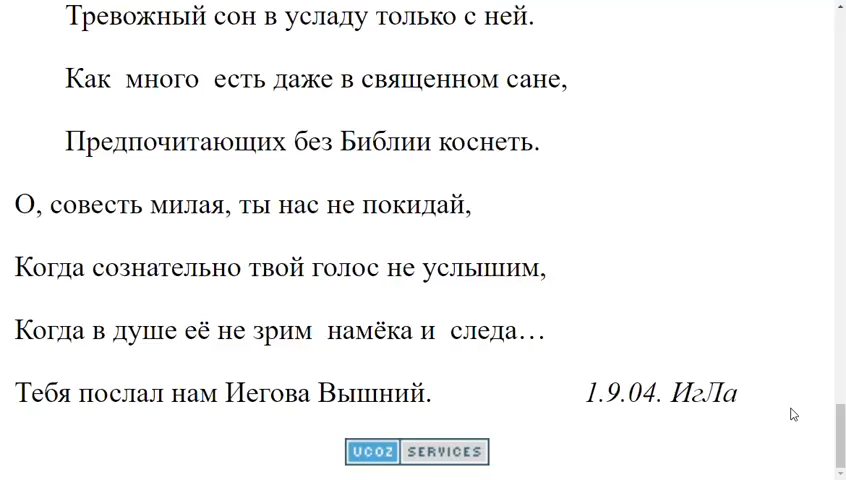 Тревожный сон в усладу только с ней.
Как много есть даже в священном сане,
Предпочитающих без Библии коснеть.
О, совесть милая, ты нас не покидай,
Когда сознательно твой голос не услышим,
Когда в душе её не зрим намёка и следа…
Тебя послал нам Иегова Вышний. 1.9.04. ИгЛа
UCOZ SERVICES